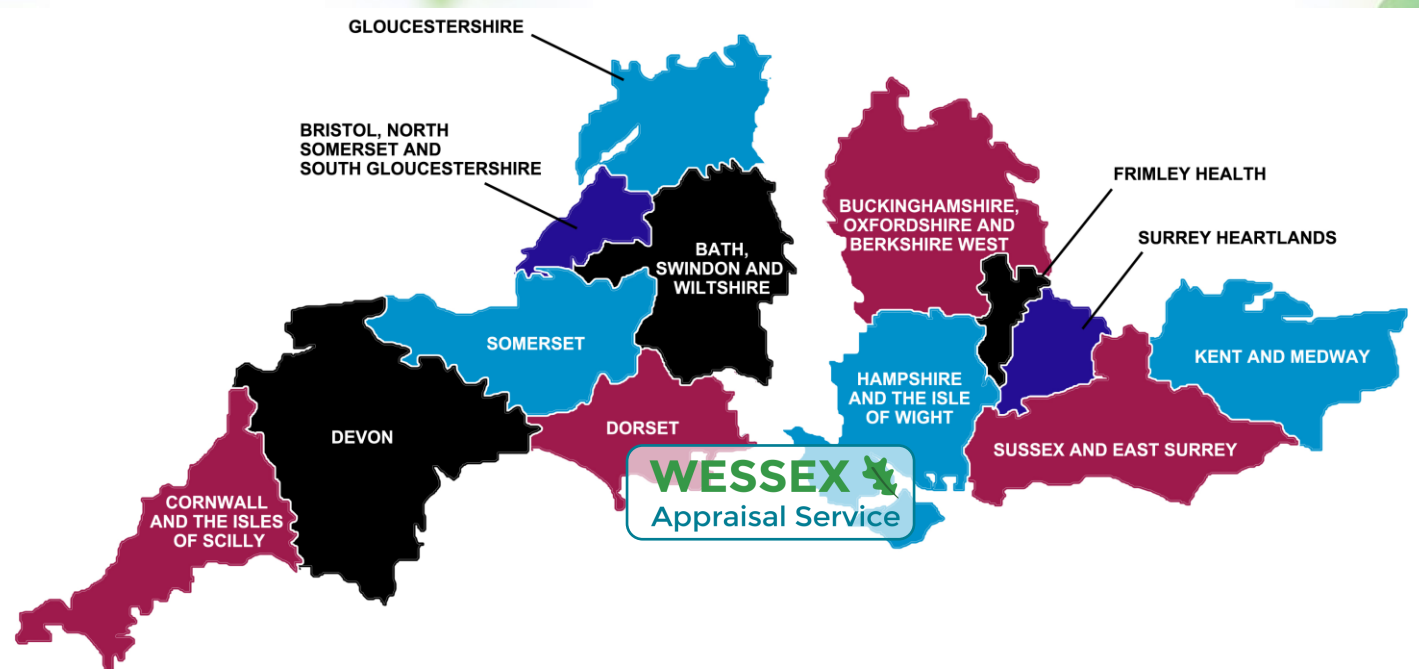 GLOUCESTERSHIRE
BRISTOL, NORTH
SOMERSET AND
SOUTH GLOUCESTERSHIRE
BATH,
SWINDON AND
WILTSHIRE
SOMERSET
DEVON
DORSET
CORNWALL
AND THE ISLES
OF SCILLY
BUCKINGHAMSHIRE,
OXFORDSHIRE AND
BERKSHIRE WEST
FRIMLEY HEALTH
SURREY HEARTLANDS
KENT AND MEDWAY
HAMPSHIRE
AND THE ISLE
OF WIGHT
SUSSEX AND EAST SURREY
WESSEX
Appraisal Service